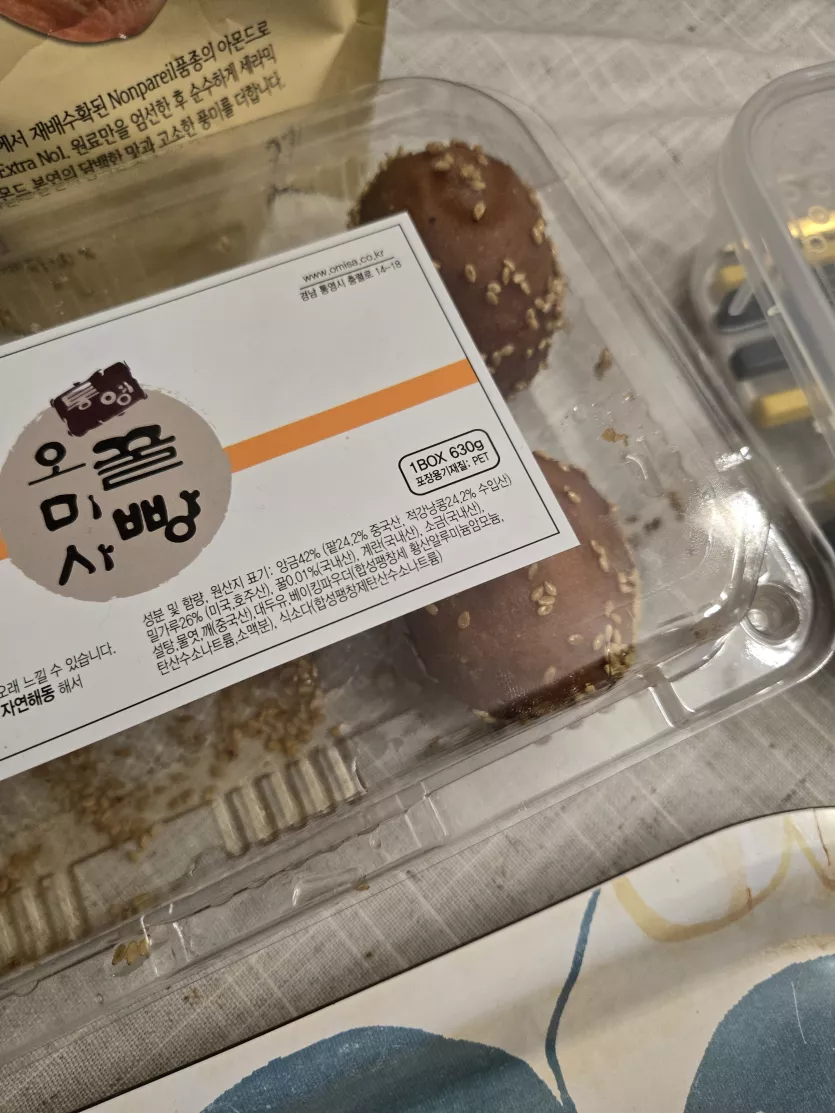 에서 재배수확된 Nonpareil품종의 아몬드로
Extra No1. 원료만을 엄선한 후 순수하게 세라믹
몬드 본연의 담백한 맛과 고소한 풍미를 더합니다.
www.omisa.co.kr
경남 통영시 충렬로 14-18
통영
오미사
꿀빵
1BOX 630g
포장용기재질: PET
성분 및 함량, 원산지 표기: 앙금42% (팥24.2% 중국산, 적강낭콩24.2% 수입산)
밀가루26% (미국,호주산), 꿀0.01%(국내산), 계란(국내산), 소금(국내산),
설탕,물엿,깨(중국산)대두유,베이킹파우더(합성팽창제 황산알루미늄암모늄,
탄산수소나트륨,소맥분), 식소다(합성팽창제탄산수소나트륨)
오래 느낄 수 있습니다.
자연해동 해서